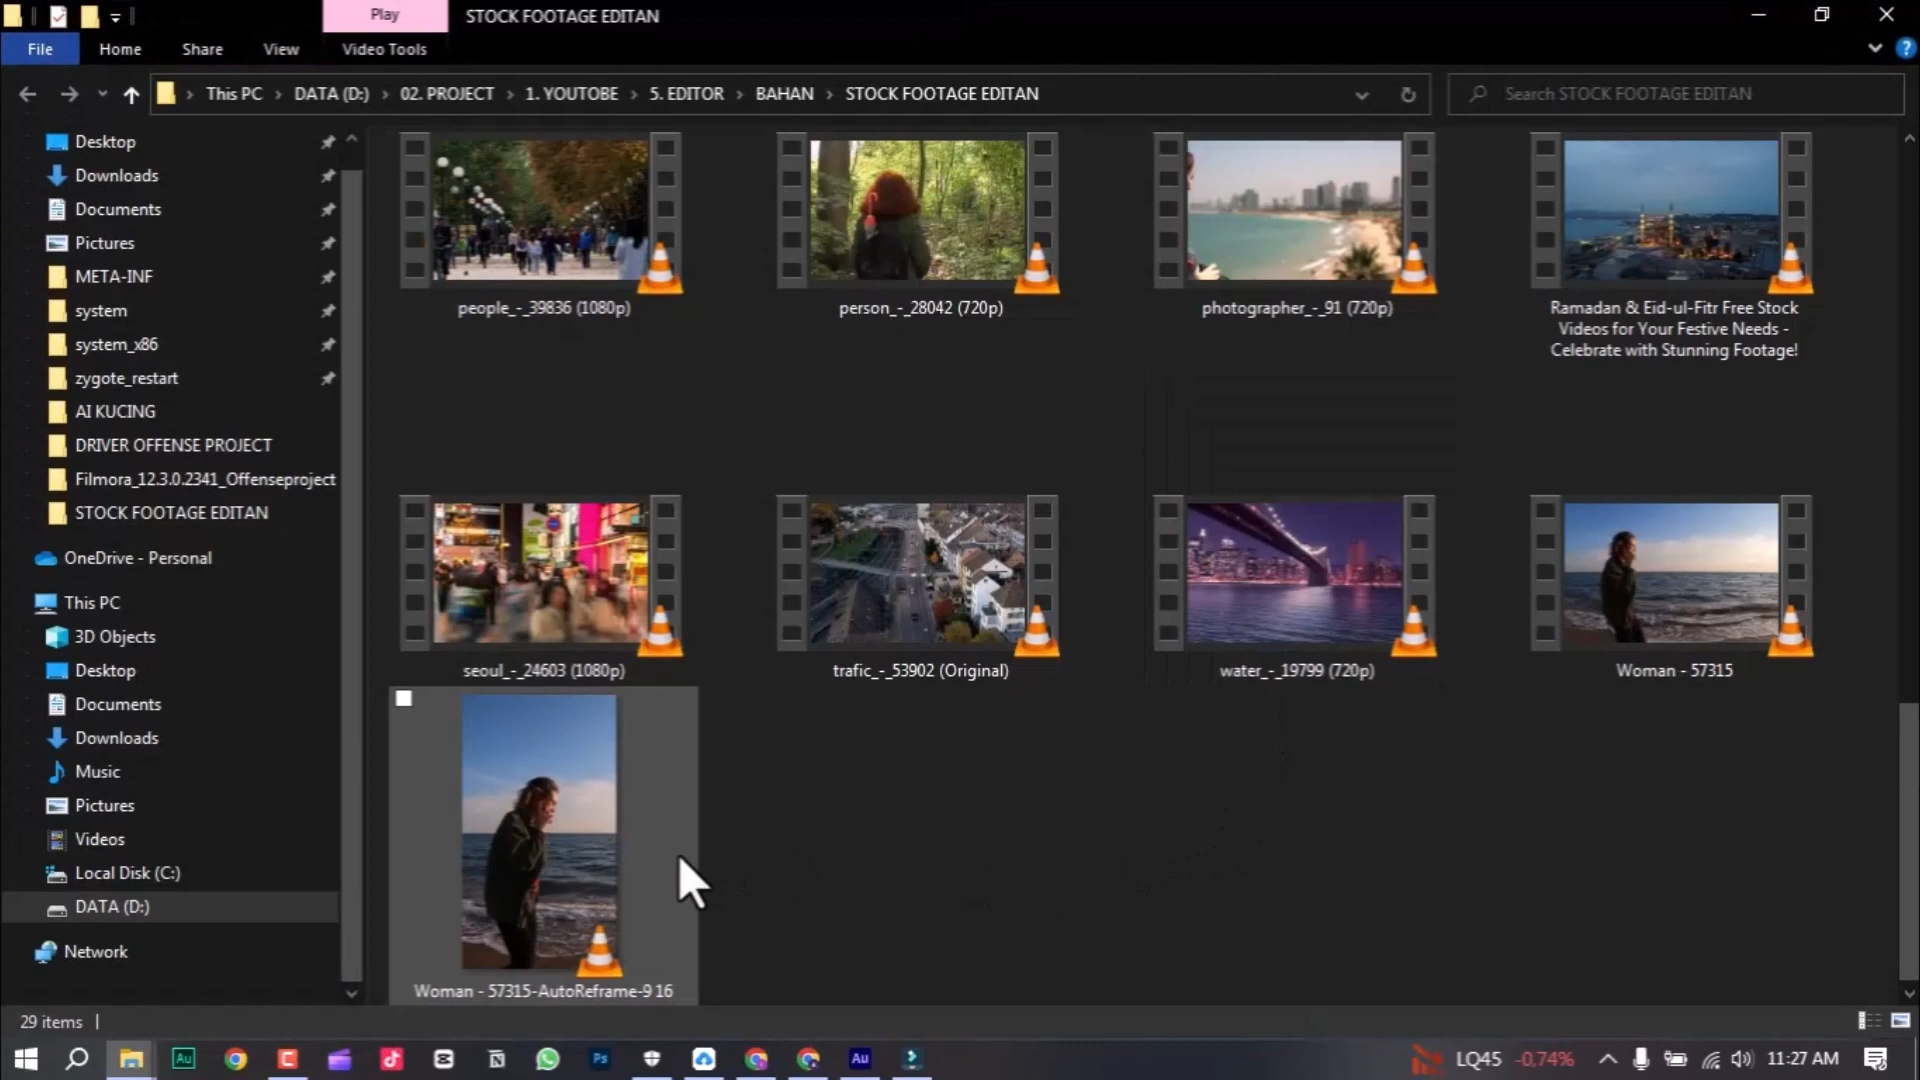 Play
STOCK FOOTAGE EDITAN
File
Home
Share
View
Video Tools
This PC
DATA (D:)
02. PROJECT
1. YOUTUBE
5. EDITOR
BAHAN
STOCK FOOTAGE EDITAN
Search STOCK FOOTAGE EDITAN
Desktop
Downloads
Documents
Pictures
META-INF
system
system_x86
zygote_restart
AI KUCING
DRIVER OFFENSE PROJECT
Filmora_12.3.0.2341_Offenseproject
STOCK FOOTAGE EDITAN
OneDrive - Personal
This PC
3D Objects
Desktop
Documents
Downloads
Music
Pictures
Videos
Local Disk (C:)
DATA (D:)
Network
people_-_39836 (1080p)
person_-_28042 (720p)
photographer_-_91 (720p)
Ramadan & Eid-ul-Fitr Free Stock
Videos for Your Festive Needs -
Celebrate with Stunning Footage!
seoul_-_24603 (1080p)
trafic_-_53902 (Original)
water_-_19799 (720p)
Woman - 57315
Woman - 57315-AutoReframe-9 16
29 items
Au
Ps
Au
LQ45
-0,74%
11:27 AM